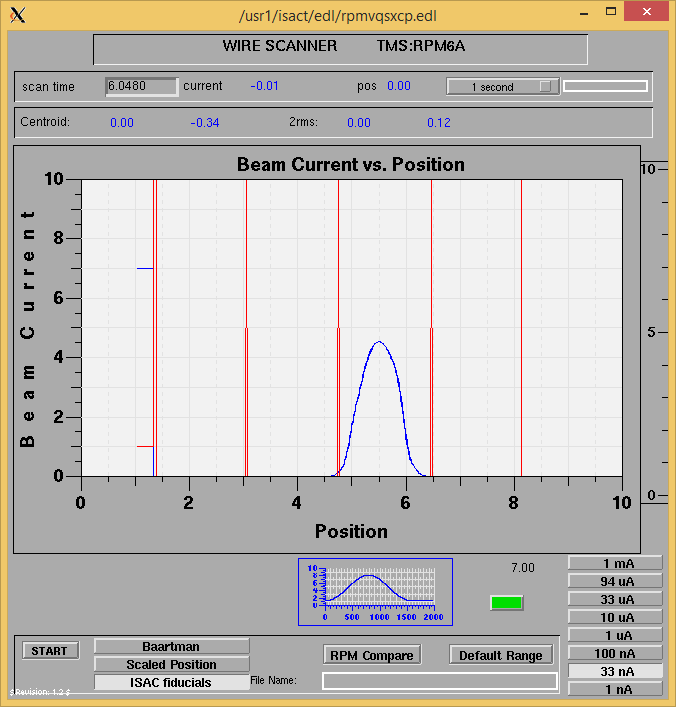 /usr1/isact/edl/rpmvqsxcp.edl
WIRE SCANNER TMS:RPM6A
scan time 6.0480 current -0.01 pos 0.00 1 second
Centroid: 0.00 -0.34 2rms: 0.00 0.12
Beam Current vs. Position
10
8
6
4
2
0
Beam Current
0 2 4 6 8 10
Position
10
5
0
10
8
6
4
2
0
0 500 1000 1500 2000
7.00
1 mA
94 uA
33 uA
10 uA
1 uA
100 nA
33 nA
1 nA
START
Baartman
Scaled Position
ISAC fiducials
RPM Compare
Default Range
File Name:
$Revision: 1.2 $